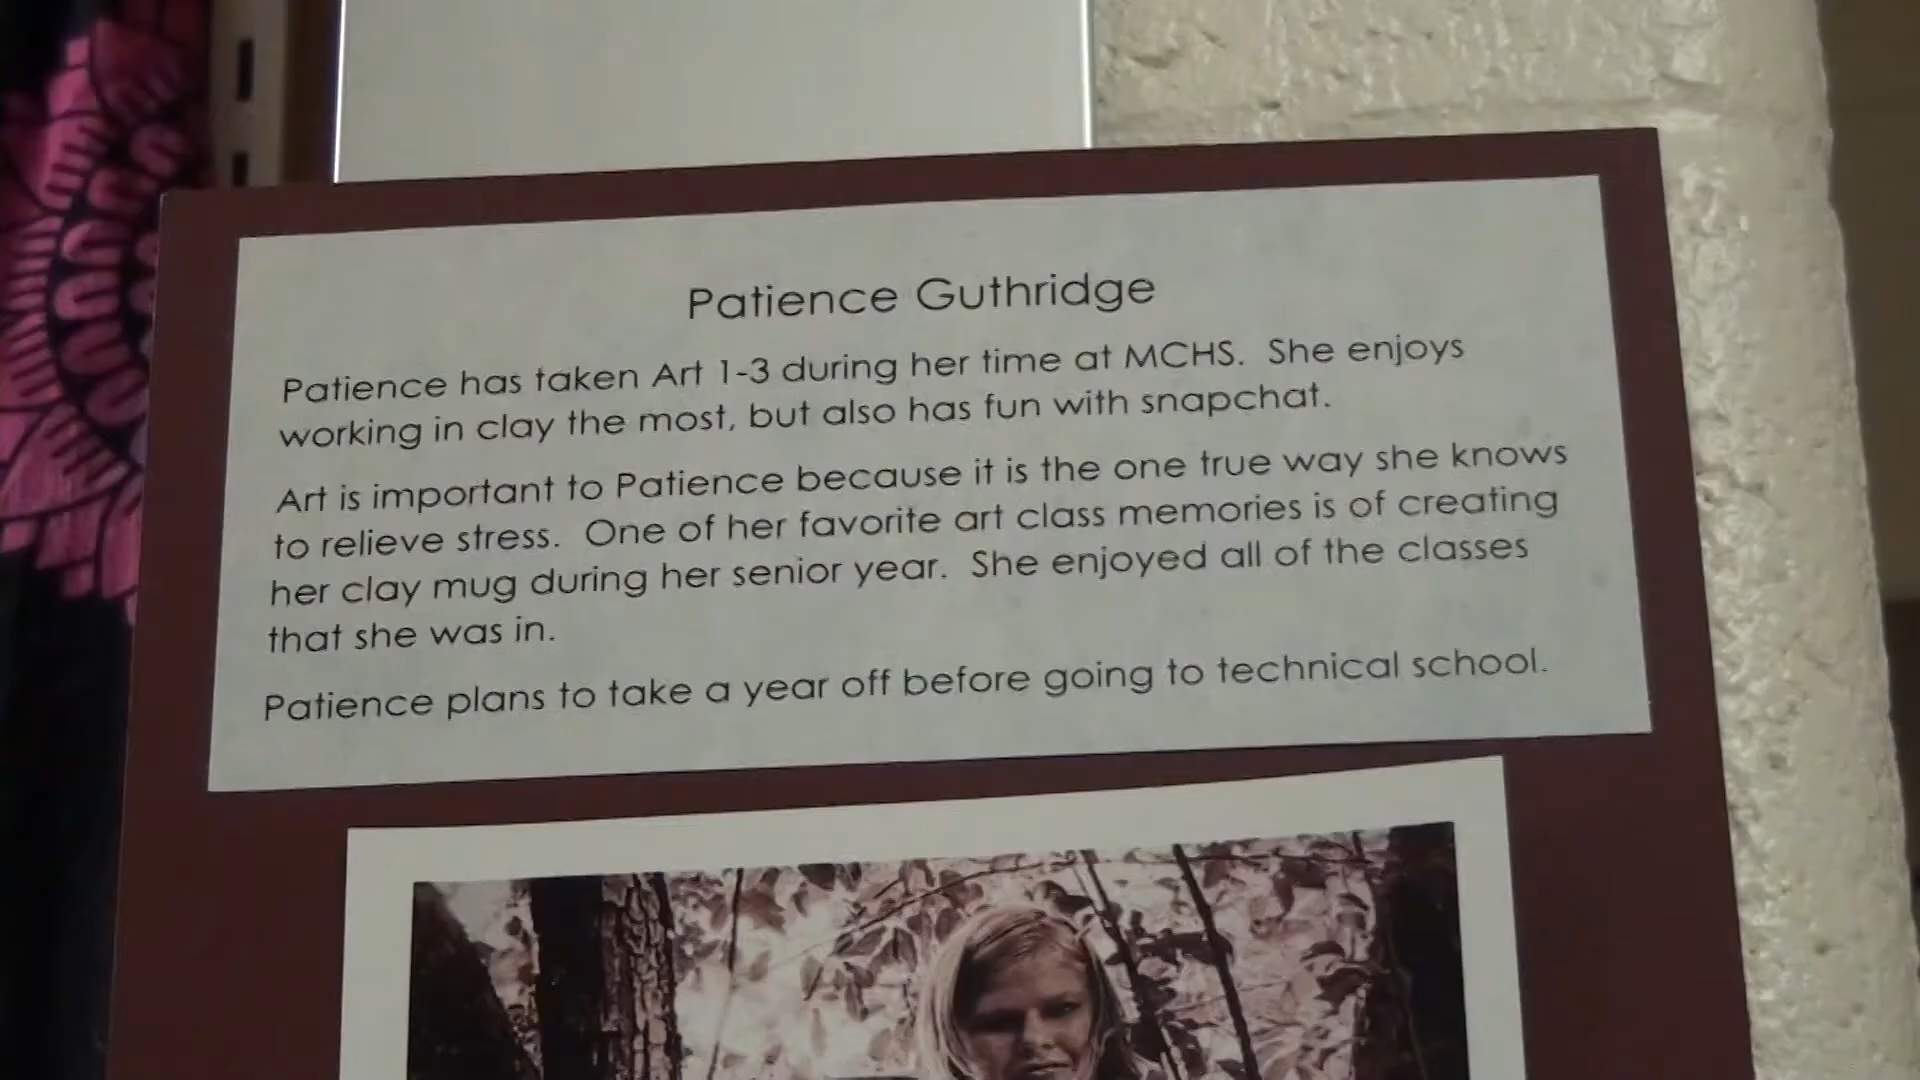 Patience Guthridge
Patience has taken Art 1-3 during her time at MCHS.  She enjoys
working in clay the most, but also has fun with snapchat.
Art is important to Patience because it is the one true way she knows
to relieve stress.  One of her favorite art class memories is of creating
her clay mug during her senior year.  She enjoyed all of the classes
that she was in.
Patience plans to take a year off before going to technical school.